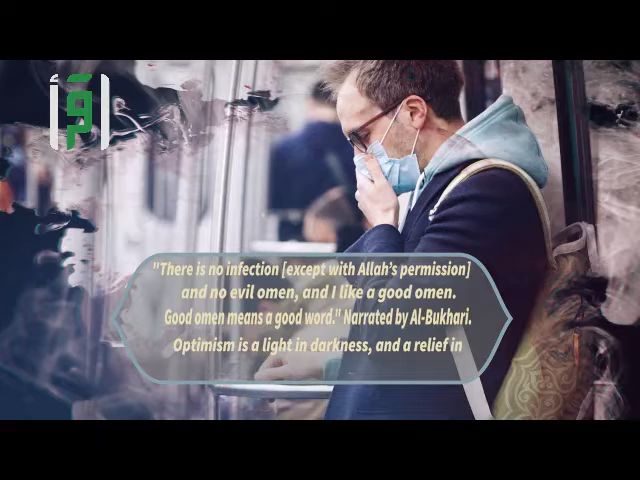 "There is no infection [except with Allah's permission]
and no evil omen, and I like a good omen.
Good omen means a good word." Narrated by Al-Bukhari.
Optimism is a light in darkness, and a relief in